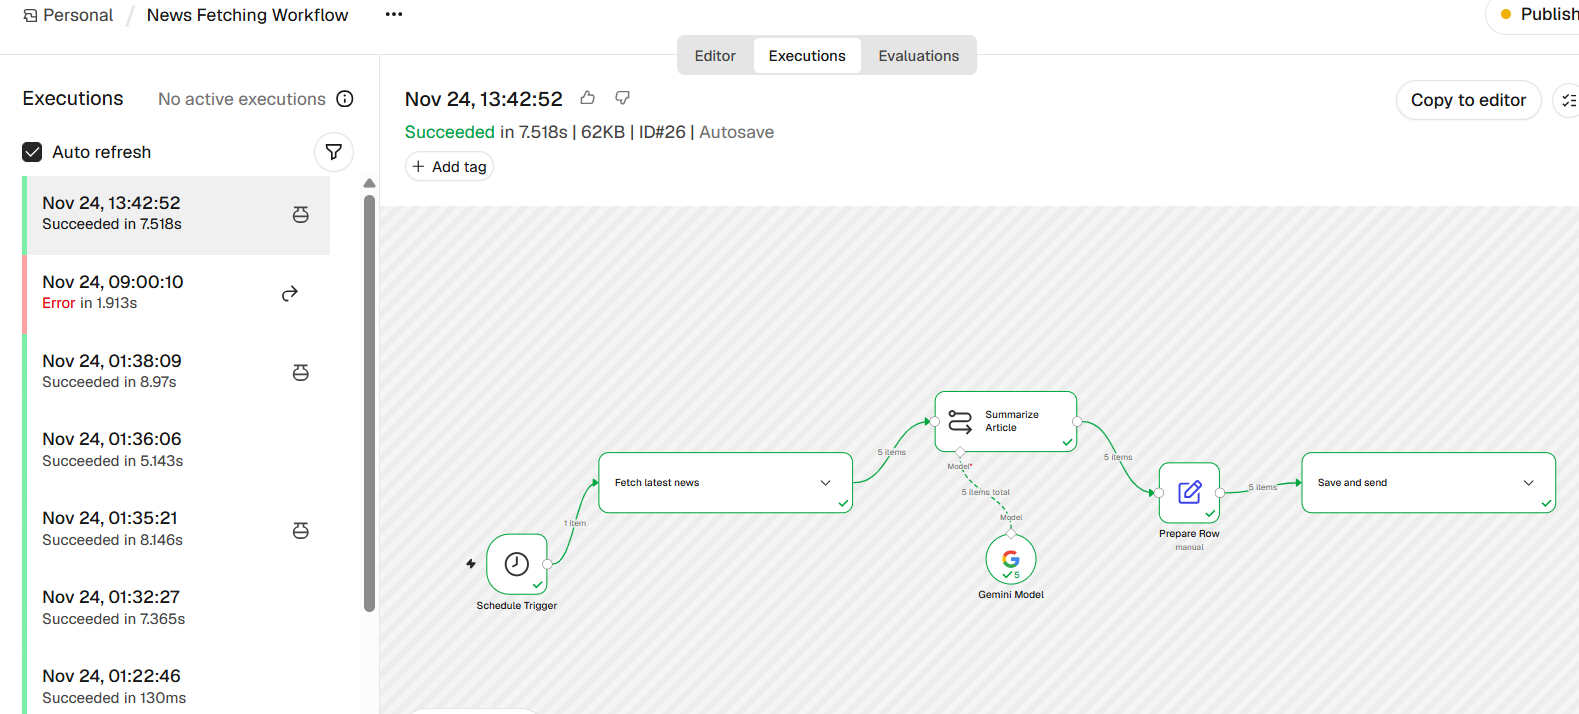 Personal / News Fetching Workflow ...
Publish
Editor Executions Evaluations
Executions No active executions
Auto refresh
Nov 24, 13:42:52
Succeeded in 7.518s
Nov 24, 09:00:10
Error in 1.913s
Nov 24, 01:38:09
Succeeded in 8.97s
Nov 24, 01:36:06
Succeeded in 5.143s
Nov 24, 01:35:21
Succeeded in 8.146s
Nov 24, 01:32:27
Succeeded in 7.365s
Nov 24, 01:22:46
Succeeded in 130ms
Nov 24, 13:42:52
Succeeded in 7.518s | 62KB | ID#26 | Autosave
+ Add tag
Copy to editor
Schedule Trigger
1 item
Fetch latest news
5 items
Summarize
Article
Model*
5 items total
Model
5
Gemini Model
5 items
Prepare Row
manual
5 items
Save and send